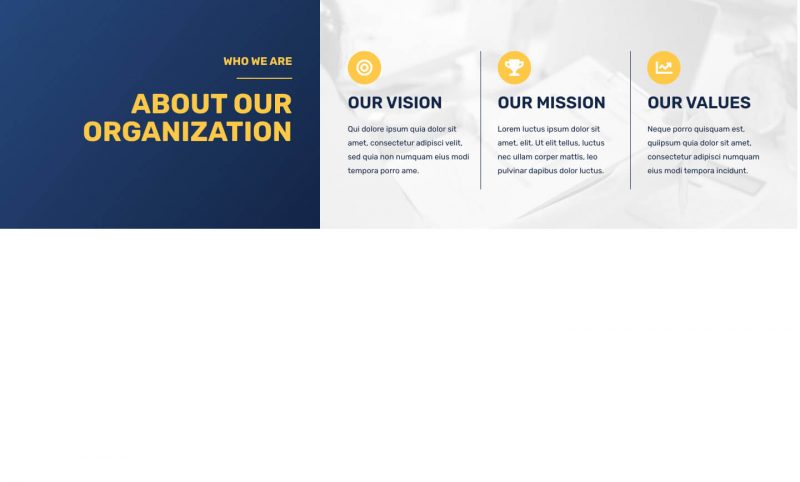 WHO WE ARE
ABOUT OUR
ORGANIZATION
OUR VISION
Qui dolore ipsum quia dolor sit
amet, consectetur adipisci velit,
sed quia non numquam eius modi
tempora porro ame.
OUR MISSION
Lorem luctus ipsum dolor sit
amet, elit. Ut elit tellus, luctus
nec ullam corper mattis, leo
pulvinar dapibus dolor luctus.
OUR VALUES
Neque porro quisquam est,
quiipsum quia dolor sit amet,
consectetur adipisci numquam
eius modi tempora incidunt.